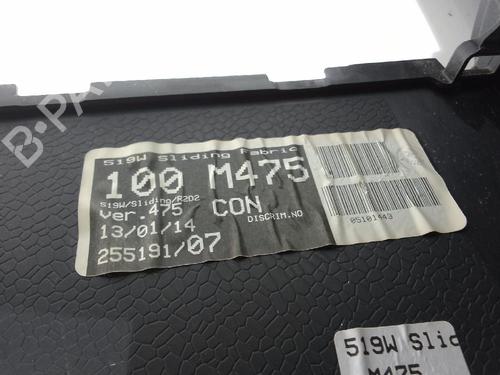 519W Sliding Fabric
100 M475
519W/Sliding/R2D2
Ver. 475 CON
DISCRIM.NO
13/01/14
255191/07
05101443
519W Slid
M475
B-PA